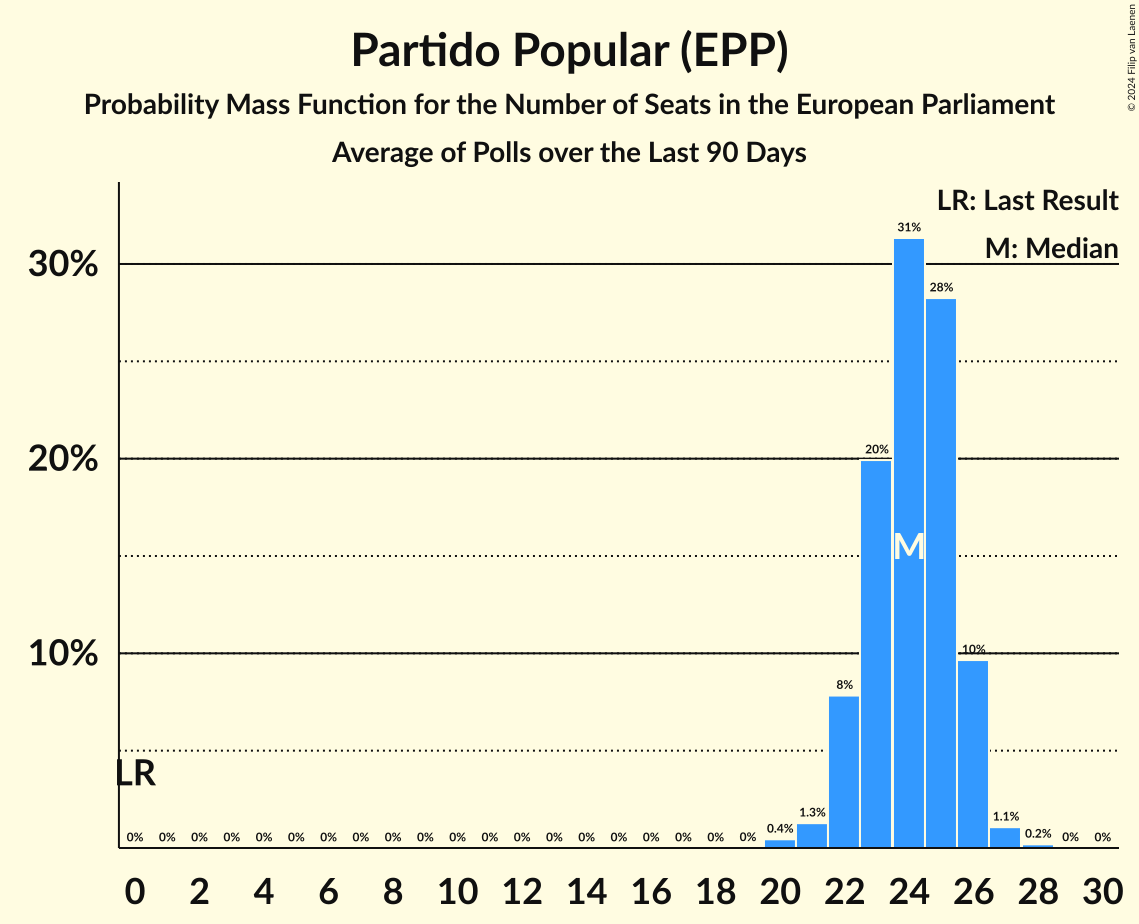 Partido Popular (EPP)
Probability Mass Function for the Number of Seats in the European Parliament
Average of Polls over the Last 90 Days
© 2024 Filip van Laenen
LR: Last Result
M: Median
30%
20%
10%
31%
28%
20%
M
10%
8%
LR
0% 0% 0% 0% 0% 0% 0% 0% 0% 0% 0% 0% 0% 0% 0% 0% 0% 0% 0% 0% 0.4% 1.3% 1.1% 0.2% 0% 0%
0 2 4 6 8 10 12 14 16 18 20 22 24 26 28 30